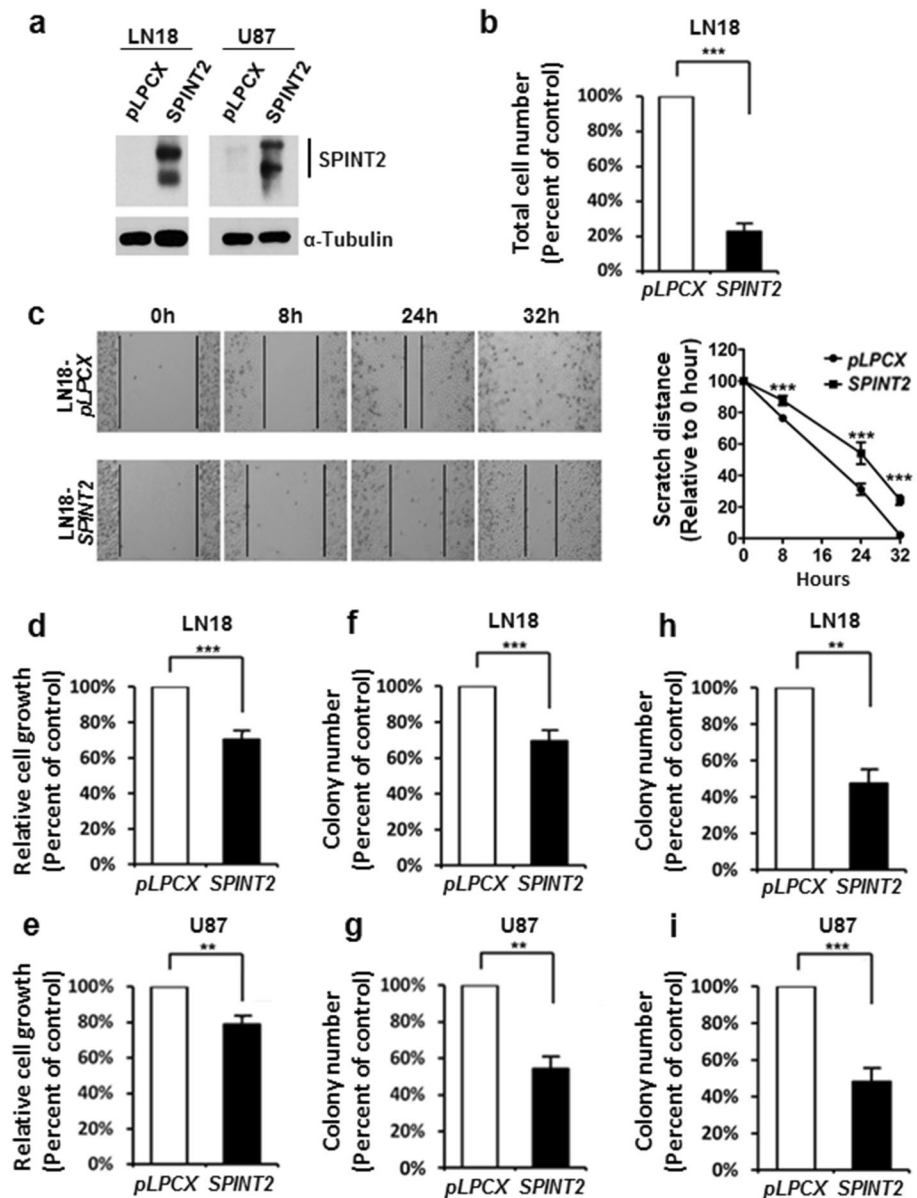 a
LN18 U87
pLPCX SPINT2 pLPCX SPINT2
SPINT2
α-Tubulin
b
LN18
***
Total cell number
(Percent of control)
100%
80%
60%
40%
20%
0%
pLPCX SPINT2
c
0h 8h 24h 32h
LN18-
pLPCX
LN18-
SPINT2
pLPCX
SPINT2
Scratch distance
(Relative to 0 hour)
120
100
80
60
40
20
0
***
***
***
0 8 16 24 32
Hours
d
LN18
***
Relative cell growth
(Percent of control)
100%
80%
60%
40%
20%
0%
pLPCX SPINT2
f
LN18
***
Colony number
(Percent of control)
100%
80%
60%
40%
20%
0%
pLPCX SPINT2
h
LN18
**
Colony number
(Percent of control)
100%
80%
60%
40%
20%
0%
pLPCX SPINT2
e
U87
**
Relative cell growth
(Percent of control)
100%
80%
60%
40%
20%
0%
pLPCX SPINT2
g
U87
**
Colony number
(Percent of control)
100%
80%
60%
40%
20%
0%
pLPCX SPINT2
i
U87
***
Colony number
(Percent of control)
100%
80%
60%
40%
20%
0%
pLPCX SPINT2